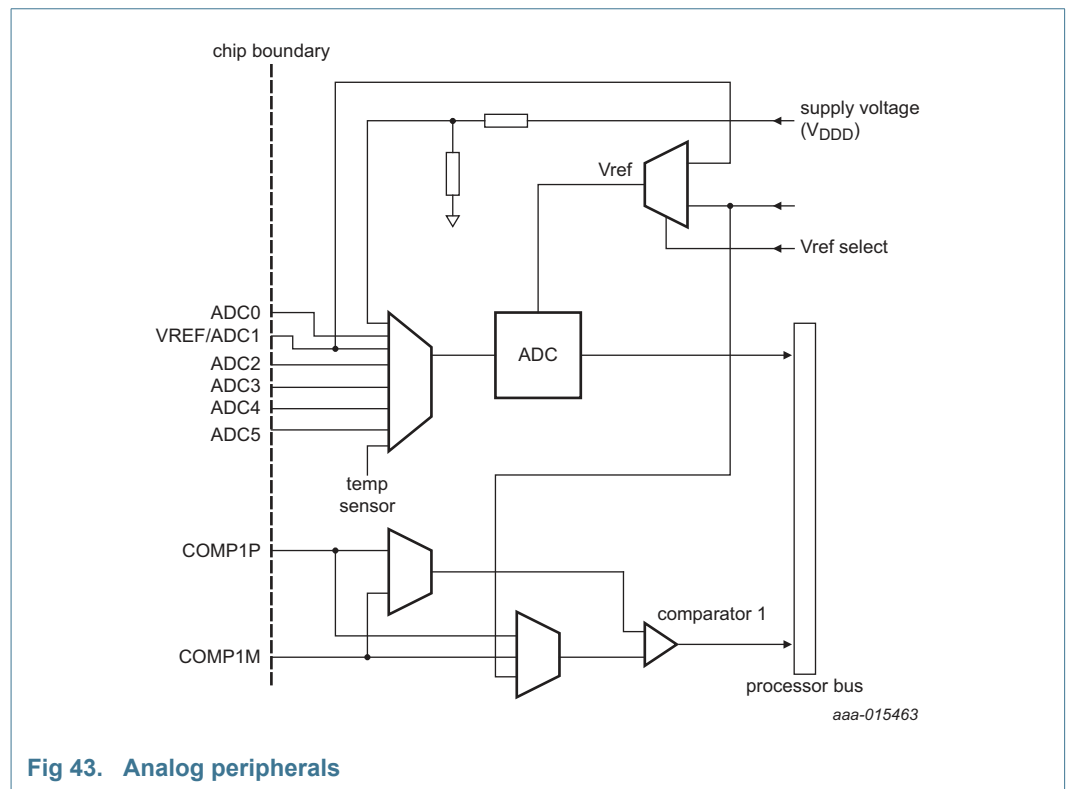 chip boundary
supply voltage
(VDDD)
Vref
Vref select
ADC0
VREF/ADC1
ADC2
ADC3
ADC4
ADC5
ADC
temp
sensor
COMP1P
COMP1M
comparator 1
processor bus
aaa-015463
Fig 43. Analog peripherals